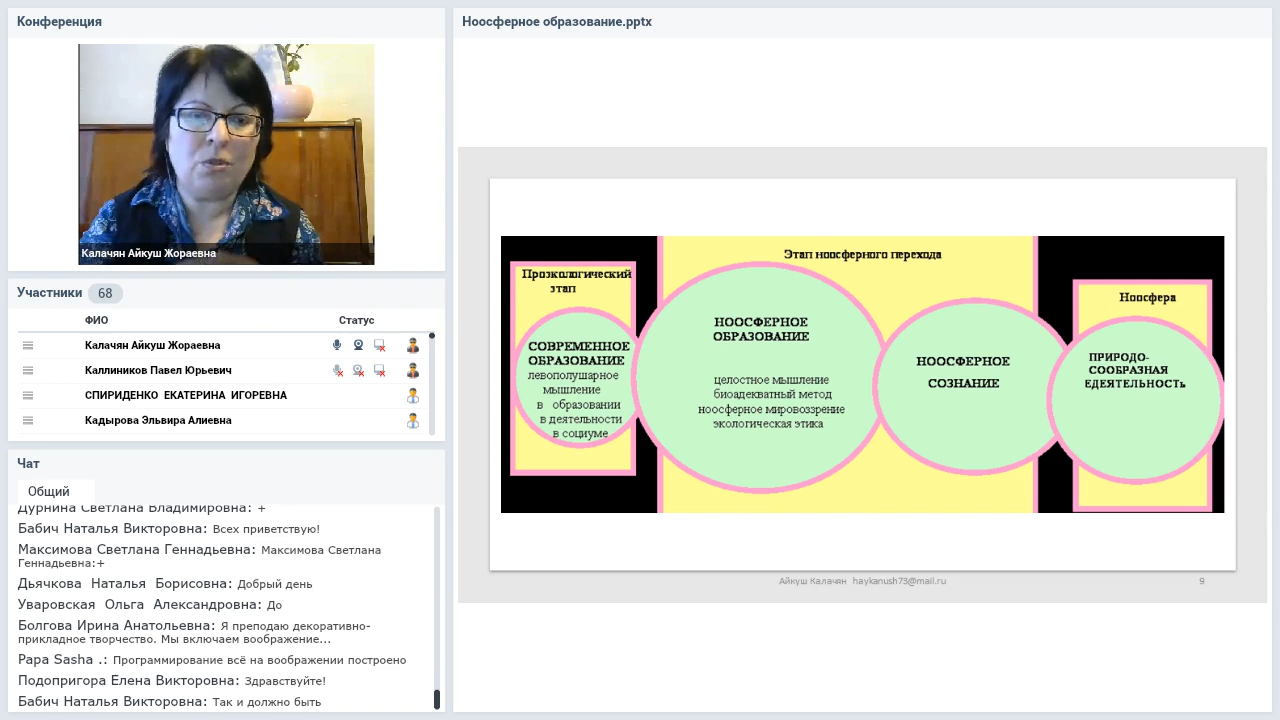 Конференция
Калачян Айкуш Жораевна
Участники 68
ФИО Статус
Калачян Айкуш Жораевна
Каллиников Павел Юрьевич
СПИРИДЕНКО ЕКАТЕРИНА ИГОРЕВНА
Кадырова Эльвира Алиевна
Чат
Общий
Дурнина Светлана Владимировна: +
Бабич Наталья Викторовна: Всех приветствую!
Максимова Светлана Геннадьевна: Максимова Светлана
Геннадьевна:+
Дьячкова Наталья Борисовна: Добрый день
Уваровская Ольга Александровна: До
Болгова Ирина Анатольевна: Я преподаю декоративно-
прикладное творчество. Мы включаем воображение...
Papa Sasha .: Программирование всё на воображении построено
Подопригора Елена Викторовна: Здравствуйте!
Бабич Наталья Викторовна: Так и должно быть
Ноосферное образование.pptx
Этап ноосферного перехода
Проэкологический
этап
СОВРЕМЕННОЕ
ОБРАЗОВАНИЕ
левополушарное
мышление
в образовании
в деятельности
в социуме
НООСФЕРНОЕ
ОБРАЗОВАНИЕ
целостное мышление
биоадекватный метод
ноосферное мировоззрение
экологическая этика
НООСФЕРНОЕ
СОЗНАНИЕ
Ноосфера
ПРИРОДО-
СООБРАЗНАЯ
ЕДЕЯТЕЛЬНОСТЬ
Айкуш Калачян haykanush73@mail.ru
9